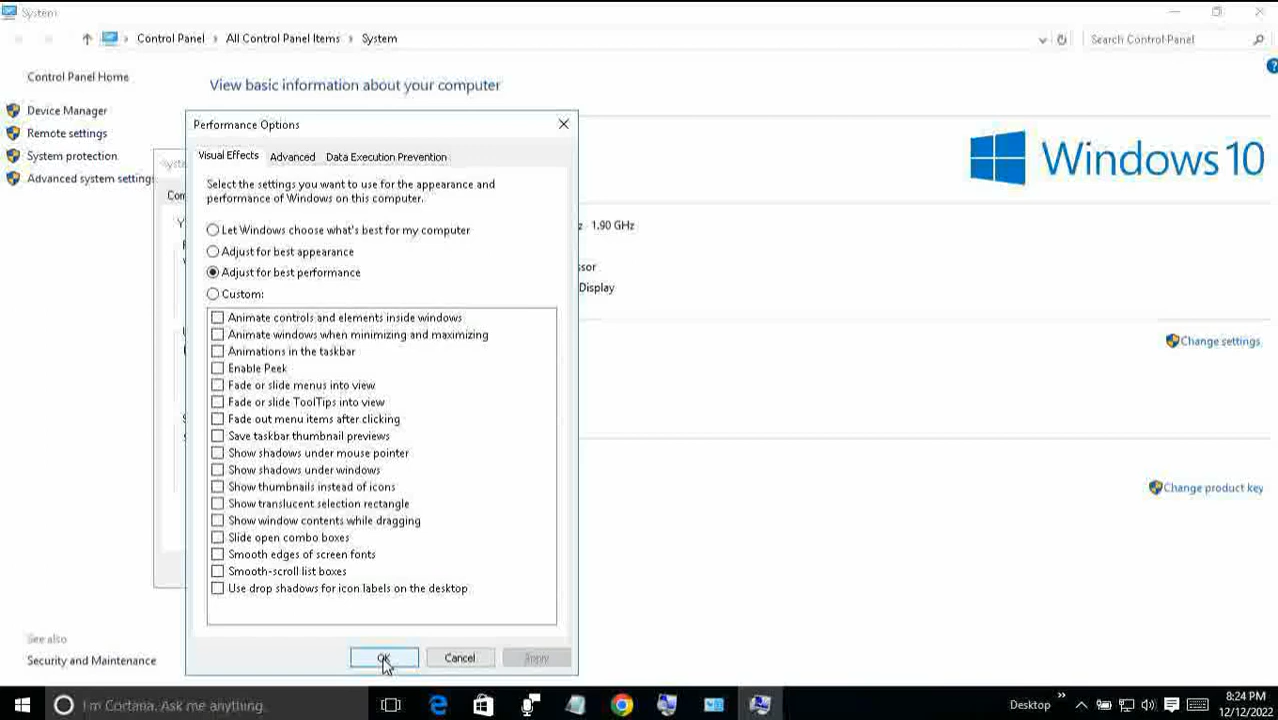 System
Control Panel > All Control Panel Items > System
Search Control Panel
Control Panel Home
View basic information about your computer
Device Manager
Remote settings
System protection
Advanced system settings
Performance Options
Visual Effects
Advanced
Data Execution Prevention
Select the settings you want to use for the appearance and
performance of Windows on this computer.
Let Windows choose what's best for my computer
Adjust for best appearance
Adjust for best performance
Custom:
Animate controls and elements inside windows
Animate windows when minimizing and maximizing
Animations in the taskbar
Enable Peek
Fade or slide menus into view
Fade or slide ToolTips into view
Fade out menu items after clicking
Save taskbar thumbnail previews
Show shadows under mouse pointer
Show shadows under windows
Show thumbnails instead of icons
Show translucent selection rectangle
Show window contents while dragging
Slide open combo boxes
Smooth edges of screen fonts
Smooth-scroll list boxes
Use drop shadows for icon labels on the desktop
OK
Cancel
Apply
Windows 10
1.90 GHz
Display
Change settings
Change product key
See also
Security and Maintenance
I'm Cortana. Ask me anything.
Desktop
8:24 PM
12/12/2022